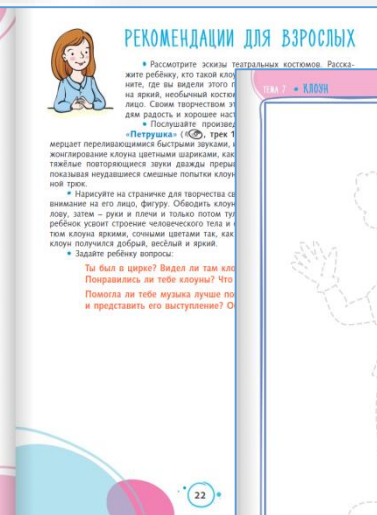 РЕКОМЕНДАЦИИ ДЛЯ ВЗРОСЛЫХ
• Рассмотрите эскизы театральных костюмов. Расска-
жите ребёнку, кто такой клоу
ните, где вы видели этого п
на яркий, необычный костю
лицо. Своим творчеством э
дям радость и хорошее наст
• Послушайте произвед
«Петрушка» (трек 1
мерцает переливающимися быстрыми звуками, и
жонглирование клоуна цветными шариками, как
тяжёлые повторяющиеся звуки дважды прерыв
показывая неудавшиеся смешные попытки клоун
ной трюк.
• Нарисуйте на страничке для творчества св
внимание на его лицо, фигуру. Обводить клоун
лову, затем – руки и плечи и только потом тул
ребёнок усвоит строение человеческого тела и
тюм клоуна яркими, сочными цветами так, как
клоун получился добрый, весёлый и яркий.
• Задайте ребёнку вопросы:
Ты был в цирке? Видел ли там кло
Понравились ли тебе клоуны? Что
Помогла ли тебе музыка лучше по
и представить его выступление? О
22
ТЕМА 7 • КЛОУН